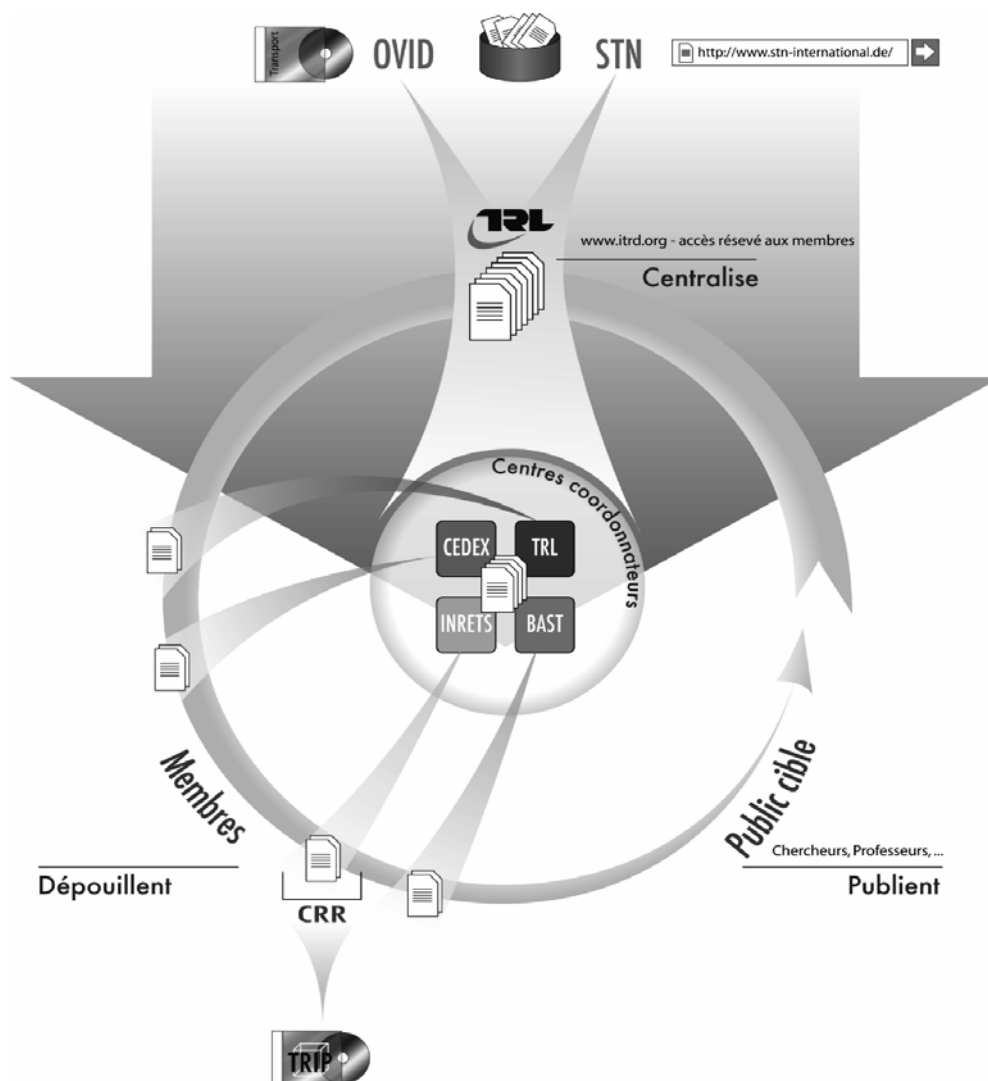 Transport
OVID
STN
http://www.stn-international.de/
TRL
www.itrd.org - accès résevé aux membres
Centralise
Centres coordonnateurs
CEDEX
TRL
INRETS
BAST
Membres
Public cible
Chercheurs, Professeurs, ...
Dépouillent
Publient
CRR
TRIP